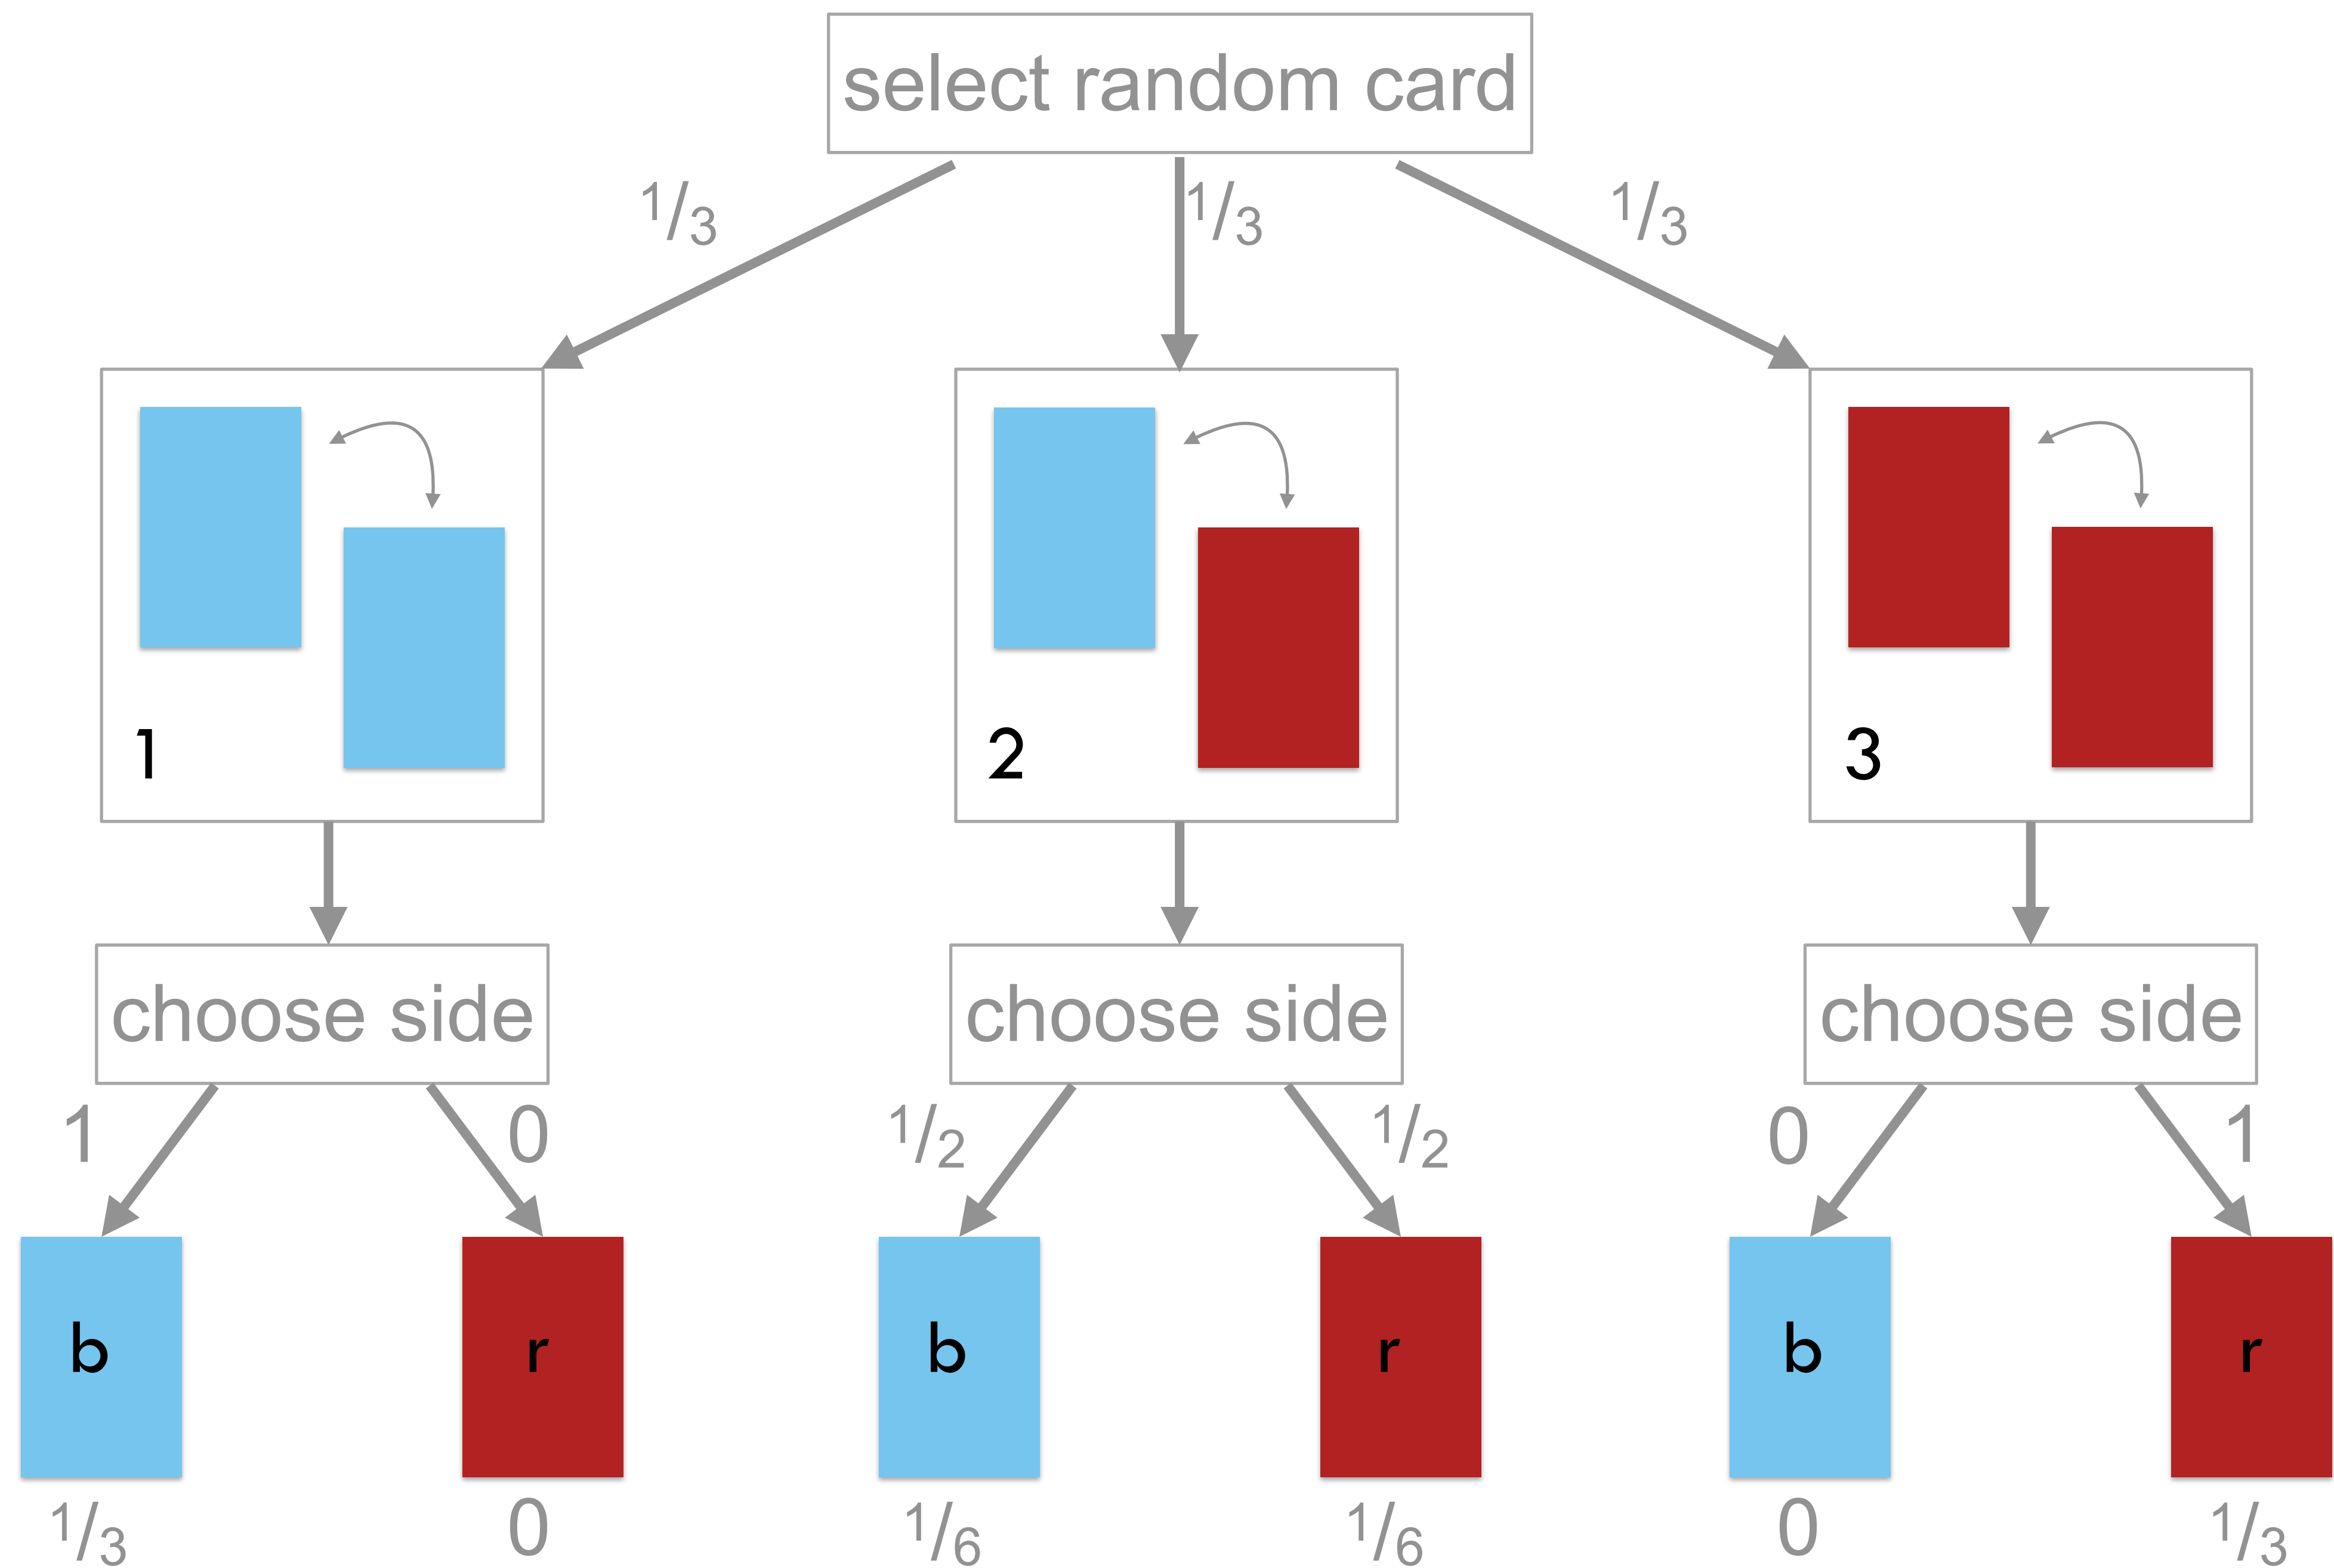 select random card
1/3 1/3 1/3
1 2 3
choose side choose side choose side
1 0 1/2 1/2 0 1
b r b r b r
1/3 0 1/6 1/6 0 1/3